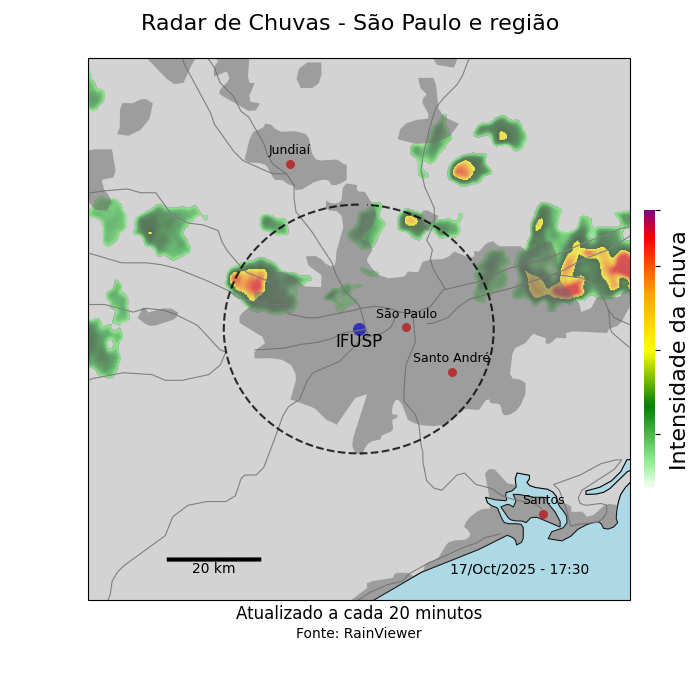 Radar de Chuvas - São Paulo e região
Jundiaí
São Paulo
IFUSP
Santo André
Santos
20 km
17/Oct/2025 - 17:30
Intensidade da chuva
Atualizado a cada 20 minutos
Fonte: RainViewer